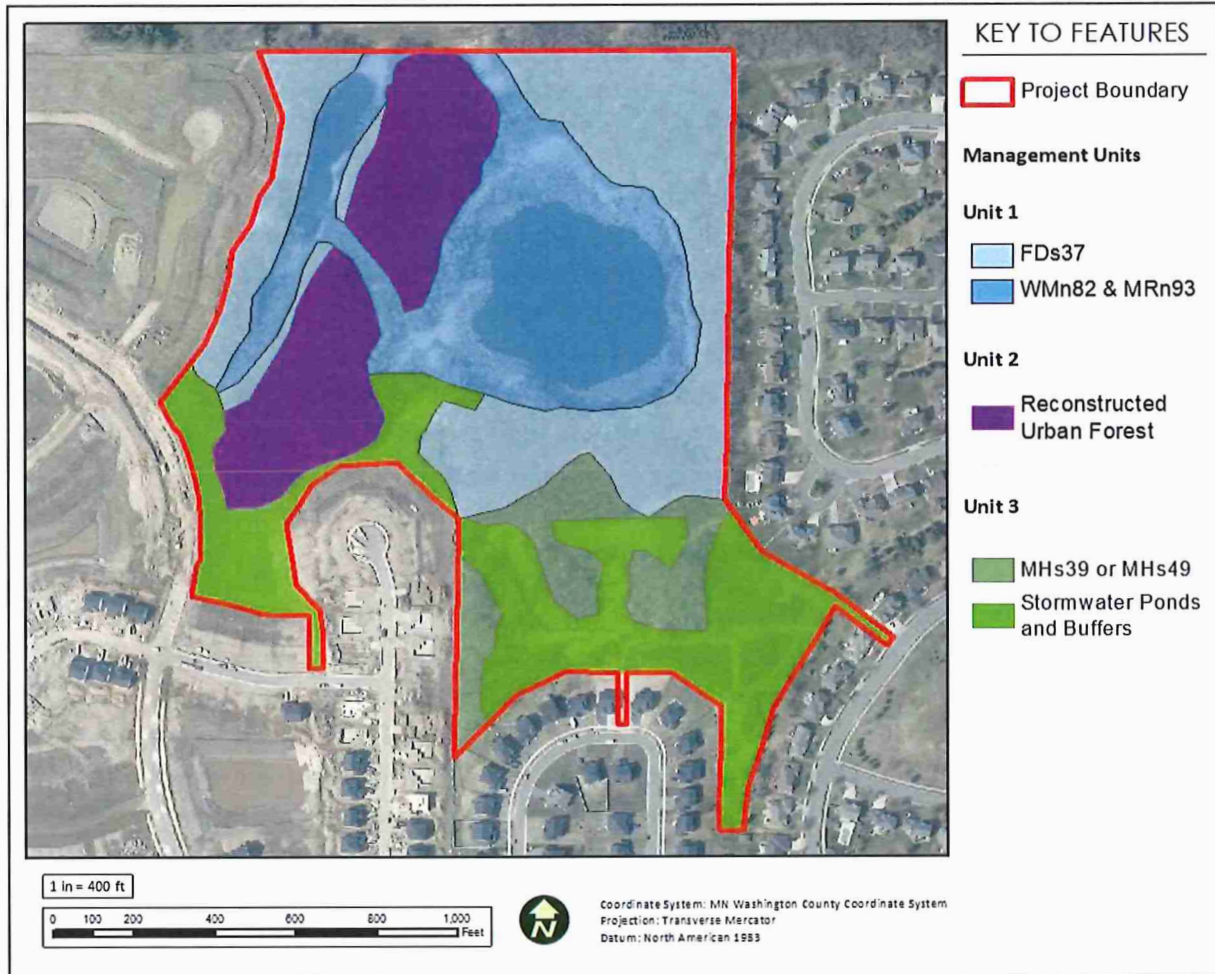 KEY TO FEATURES
Project Boundary
Management Units
Unit 1
FDs37
WMn82 & MRn93
Unit 2
Reconstructed
Urban Forest
Unit 3
MHs39 or MHs49
Stormwater Ponds
and Buffers
1 in = 400 ft
0 100 200 400 600 800 1,000
Feet
N
Coordinate System: MN Washington County Coordinate System
Projection: Transverse Mercator
Datum: North American 1983